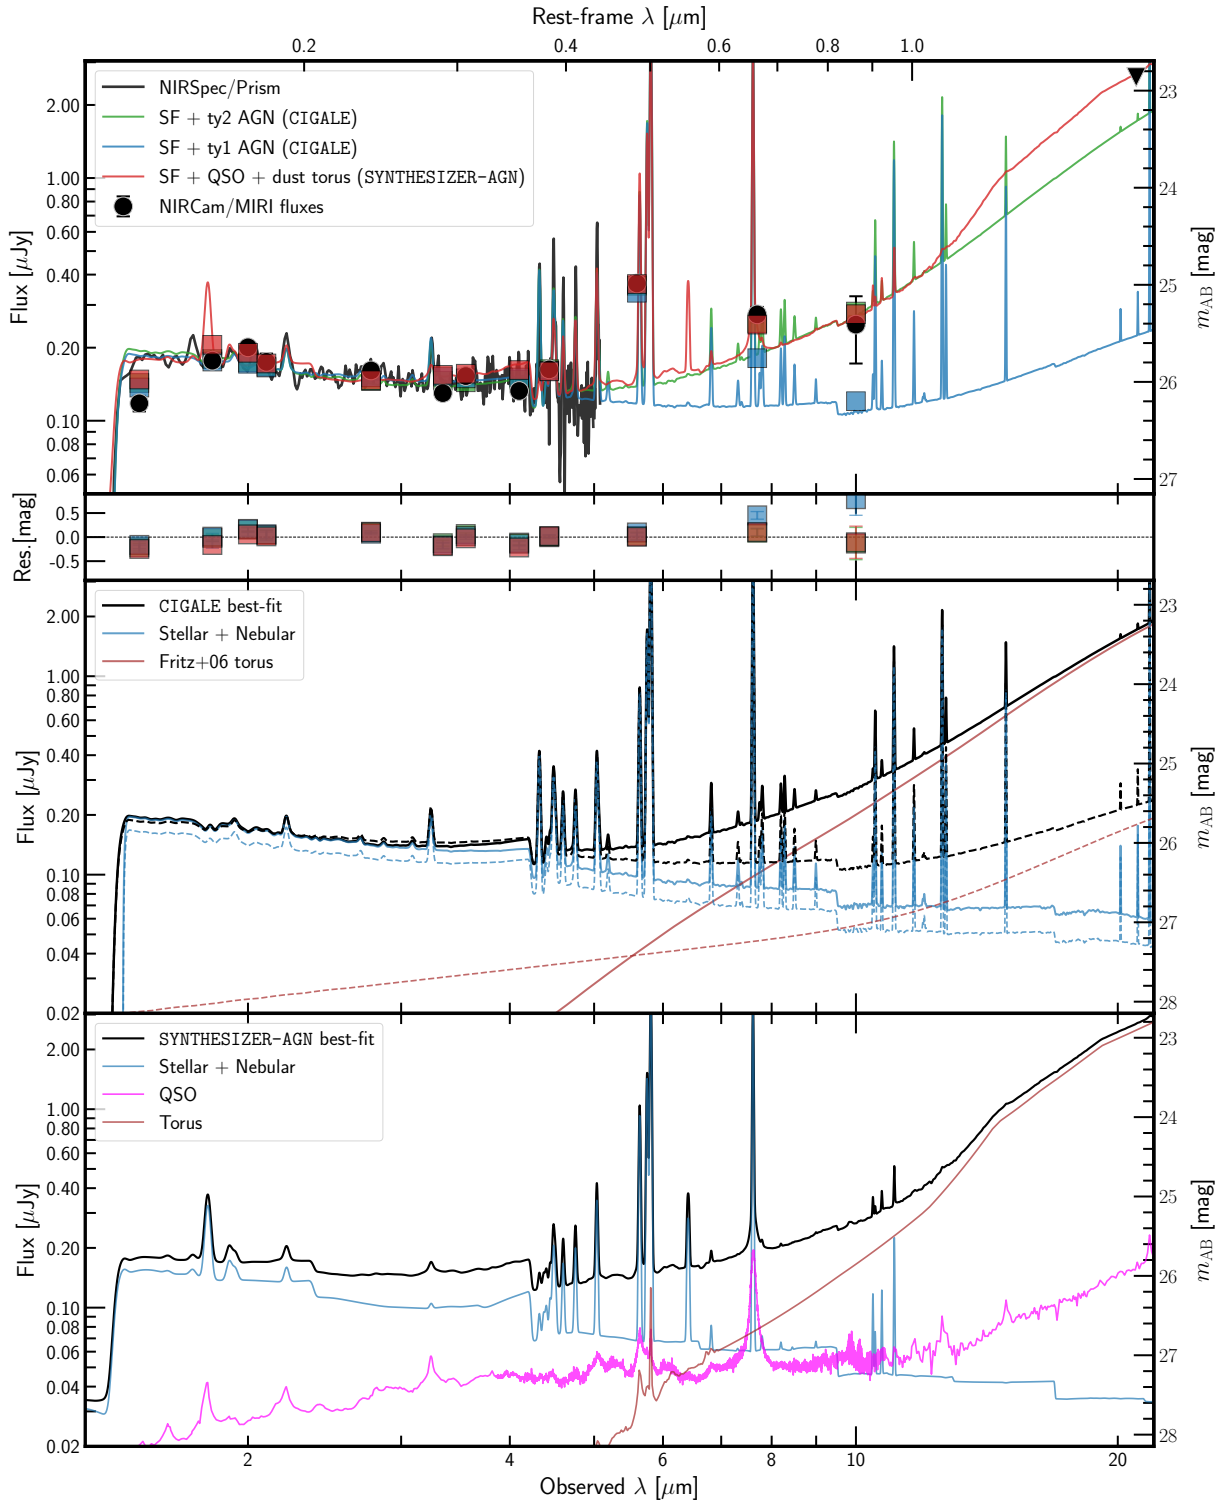 Rest-frame λ [μm]
0.2 0.4 0.6 0.8 1.0
NIRSpec/Prism
SF + ty2 AGN (CIGALE)
SF + ty1 AGN (CIGALE)
SF + QSO + dust torus (SYNTHESIZER-AGN)
NIRCam/MIRI fluxes
Flux [μJy]
2.00
1.00
0.80
0.60
0.40
0.20
0.10
0.08
0.06
m_AB [mag]
23
24
25
26
27
Res.[mag]
0.5
0.0
-0.5
CIGALE best-fit
Stellar + Nebular
Fritz+06 torus
Flux [μJy]
2.00
1.00
0.80
0.60
0.40
0.20
0.10
0.08
0.06
0.04
0.02
m_AB [mag]
23
24
25
26
27
28
SYNTHESIZER-AGN best-fit
Stellar + Nebular
QSO
Torus
Flux [μJy]
2.00
1.00
0.80
0.60
0.40
0.20
0.10
0.08
0.06
0.04
0.02
m_AB [mag]
23
24
25
26
27
28
2 4 6 8 10 20
Observed λ [μm]